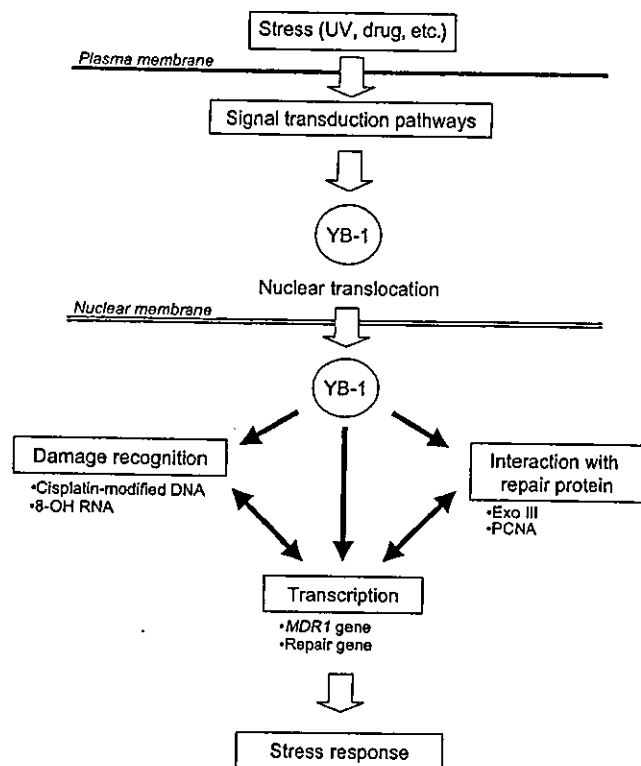 Stress (UV, drug, etc.)
Plasma membrane
Signal transduction pathways
YB-1
Nuclear translocation
Nuclear membrane
YB-1
Damage recognition
•Cisplatin-modified DNA
•8-OH RNA
Interaction with
repair protein
•Exo III
•PCNA
Transcription
•MDR1 gene
•Repair gene
Stress response